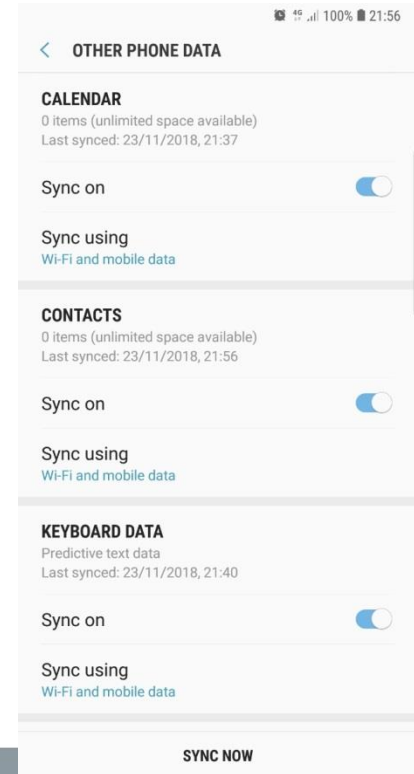 4G 100% 21:56
OTHER PHONE DATA
CALENDAR
0 items (unlimited space available)
Last synced: 23/11/2018, 21:37
Sync on
Sync using
Wi-Fi and mobile data
CONTACTS
0 items (unlimited space available)
Last synced: 23/11/2018, 21:56
Sync on
Sync using
Wi-Fi and mobile data
KEYBOARD DATA
Predictive text data
Last synced: 23/11/2018, 21:40
Sync on
Sync using
Wi-Fi and mobile data
SYNC NOW